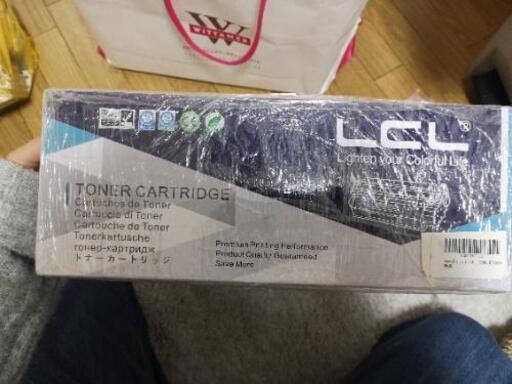 W
WITTAMER
LCL®
Lighten your Colorful Life
TONER CARTRIDGE
Cartuchos de Toner
Cartuccia di Toner
Cartouche de Toner
Tonerkartusche
тонер-картридж
トナーカートリッジ
Premium Printing Performance
Product Quality Guaranteed
Save More